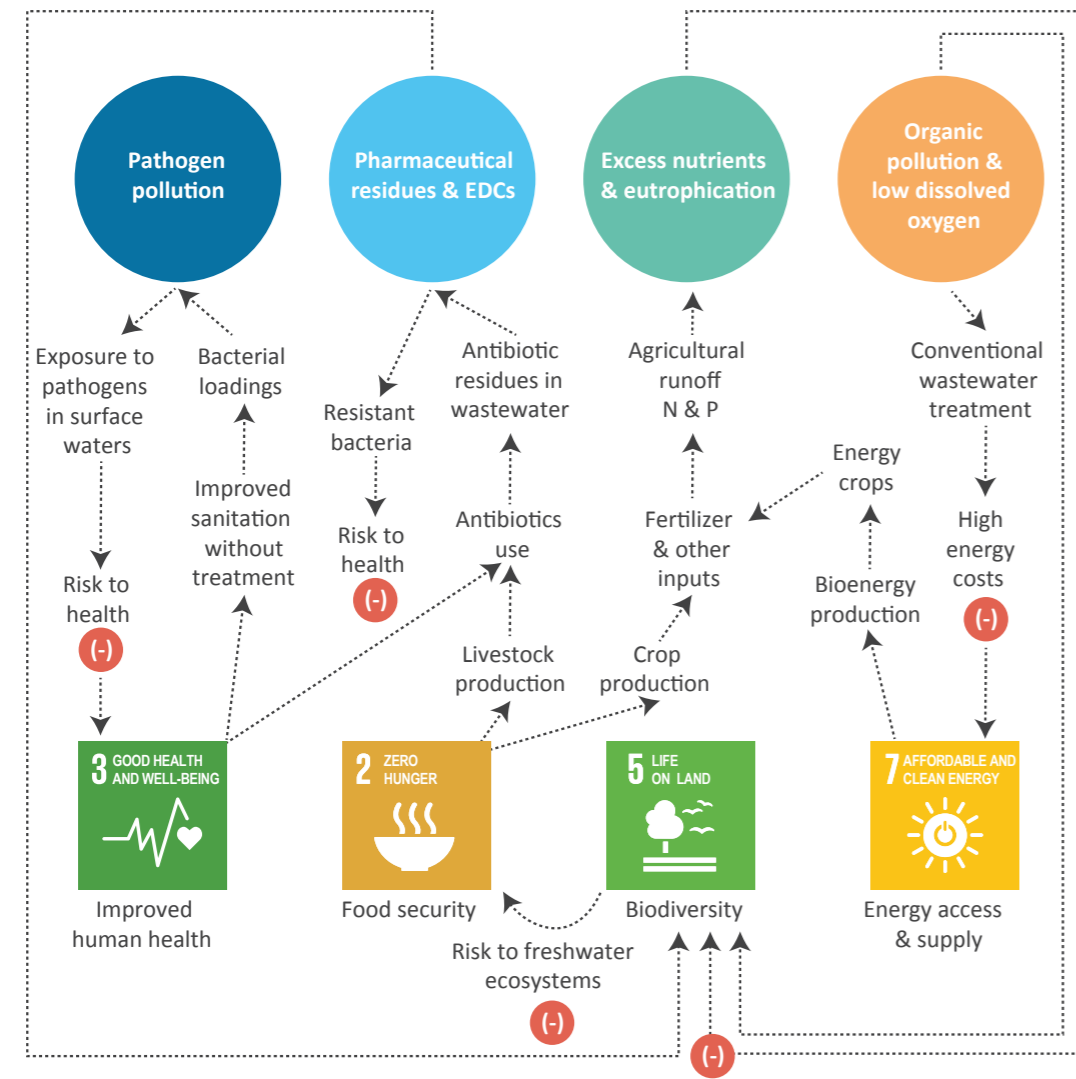 Pathogen
pollution
Pharmaceutical
residues & EDCs
Excess nutrients
& eutrophication
Organic
pollution &
low dissolved
oxygen
Exposure to
pathogens
in surface
waters
Bacterial
loadings
Resistant
bacteria
Antibiotic
residues in
wastewater
Agricultural
runoff
N & P
Conventional
wastewater
treatment
Energy
crops
Improved
sanitation
without
treatment
Risk to
health
(-)
Antibiotics
use
Fertilizer
& other
inputs
High
energy
costs
(-)
Risk to
health
(-)
Bioenergy
production
Livestock
production
Crop
production
3 GOOD HEALTH
AND WELL-BEING
2 ZERO
HUNGER
5 LIFE
ON LAND
7 AFFORDABLE AND
CLEAN ENERGY
Improved
human health
Food security
Biodiversity
Energy access
& supply
Risk to freshwater
ecosystems
(-)
(-)